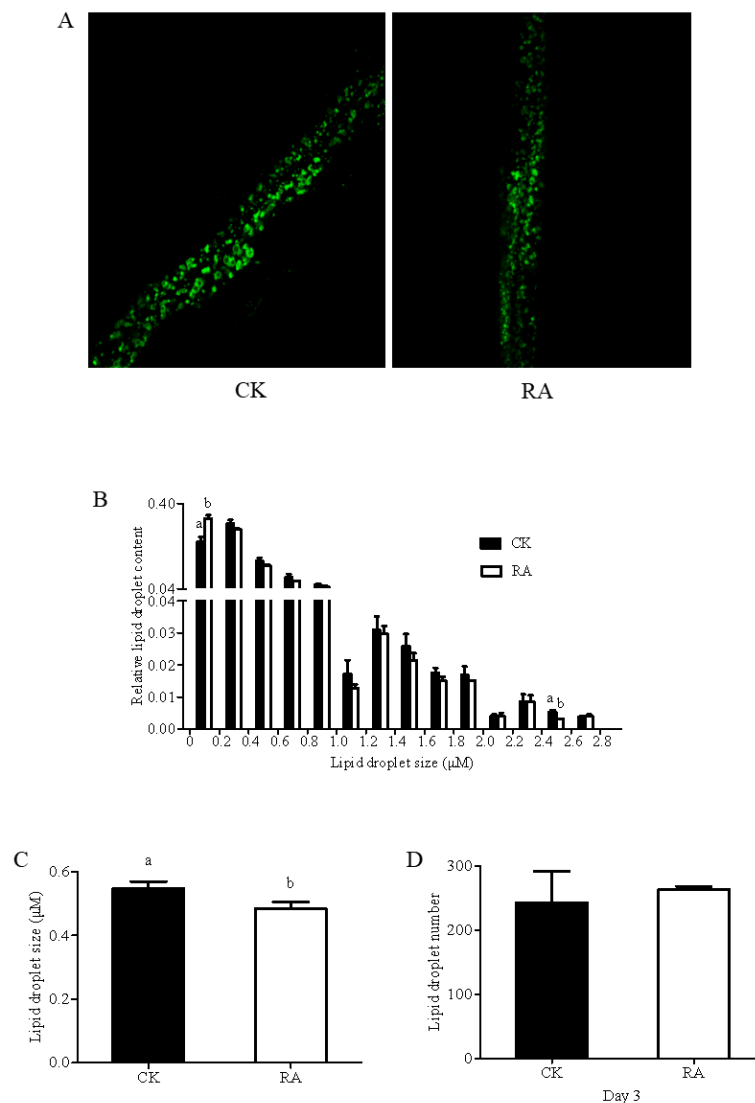 A
CK RA
B
0.40
a b
CK
RA
Relative lipid droplet content
0.04
0.04
0.03
0.02
0.01
0.00
a b
0 0.2 0.4 0.6 0.8 1.0 1.2 1.4 1.6 1.8 2.0 2.2 2.4 2.6 2.8
Lipid droplet size (μM)
C
Lipid droplet size (μM)
0.6
0.4
0.2
0.0
a
b
CK RA
D
Lipid droplet number
300
200
100
0
CK RA
Day 3